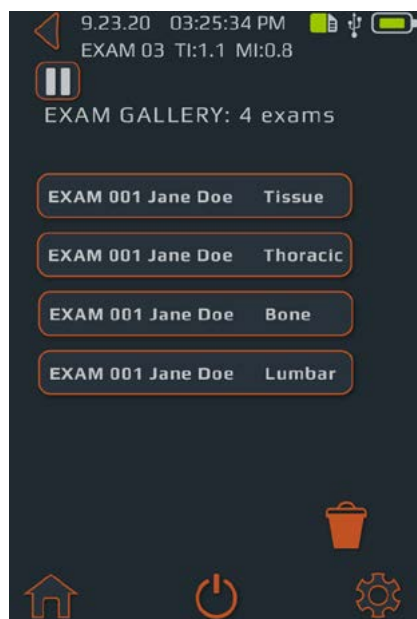 9.23.20 03:25:34 PM
EXAM 03 TI:1.1 MI:0.8
EXAM GALLERY: 4 exams
EXAM 001 Jane Doe Tissue
EXAM 001 Jane Doe Thoracic
EXAM 001 Jane Doe Bone
EXAM 001 Jane Doe Lumbar